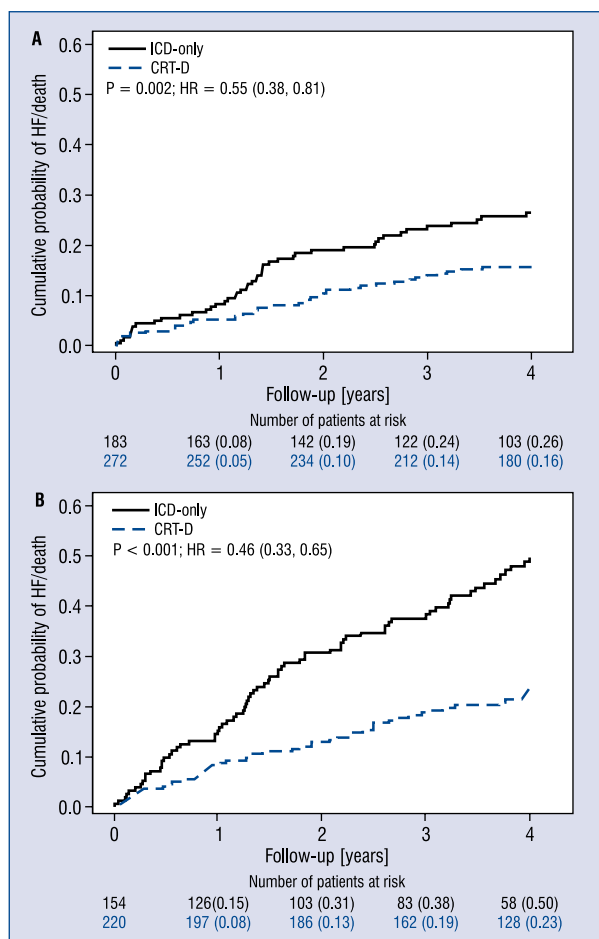 A
ICD-only
CRT-D
P = 0.002; HR = 0.55 (0.38, 0.81)
Cumulative probability of HF/death
0.6
0.5
0.4
0.3
0.2
0.1
0.0
0 1 2 3 4
Follow-up [years]
Number of patients at risk
183 163 (0.08) 142 (0.19) 122 (0.24) 103 (0.26)
272 252 (0.05) 234 (0.10) 212 (0.14) 180 (0.16)
B
ICD-only
CRT-D
P < 0.001; HR = 0.46 (0.33, 0.65)
Cumulative probability of HF/death
0.6
0.5
0.4
0.3
0.2
0.1
0.0
0 1 2 3 4
Follow-up [years]
Number of patients at risk
154 126(0.15) 103 (0.31) 83 (0.38) 58 (0.50)
220 197 (0.08) 186 (0.13) 162 (0.19) 128 (0.23)